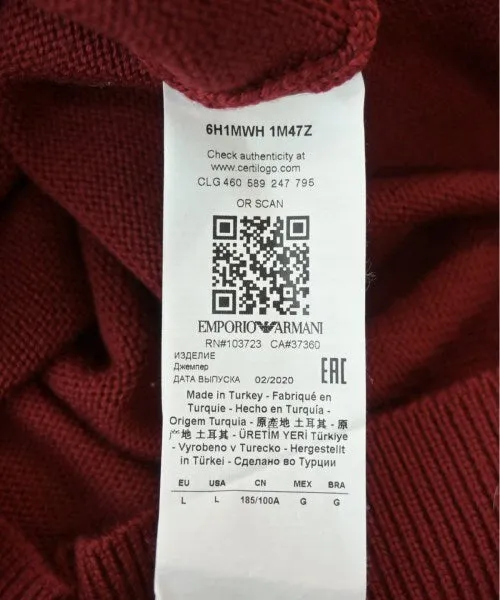 6H1MWH 1M47Z
Check authenticity at
www.certilogo.com
CLG 460 589 247 795
OR SCAN
EMPORIO ARMANI
RN#103723 CA#37360
ИЗДЕЛИЕ
Джемпер
ДАТА ВЫПУСКА 02/2020
EAC
Made in Turkey - Fabriqué en
Turquie - Hecho en Turquía -
Origem Turquia - 原產地 土耳其 - 原
产地 土耳其 - ÜRETİM YERİ Türkiye
- Vyrobeno v Turecko - Hergestellt
in Türkei - Сделано во Турции
EU USA CN MEX BRA
L L 185/100A G G